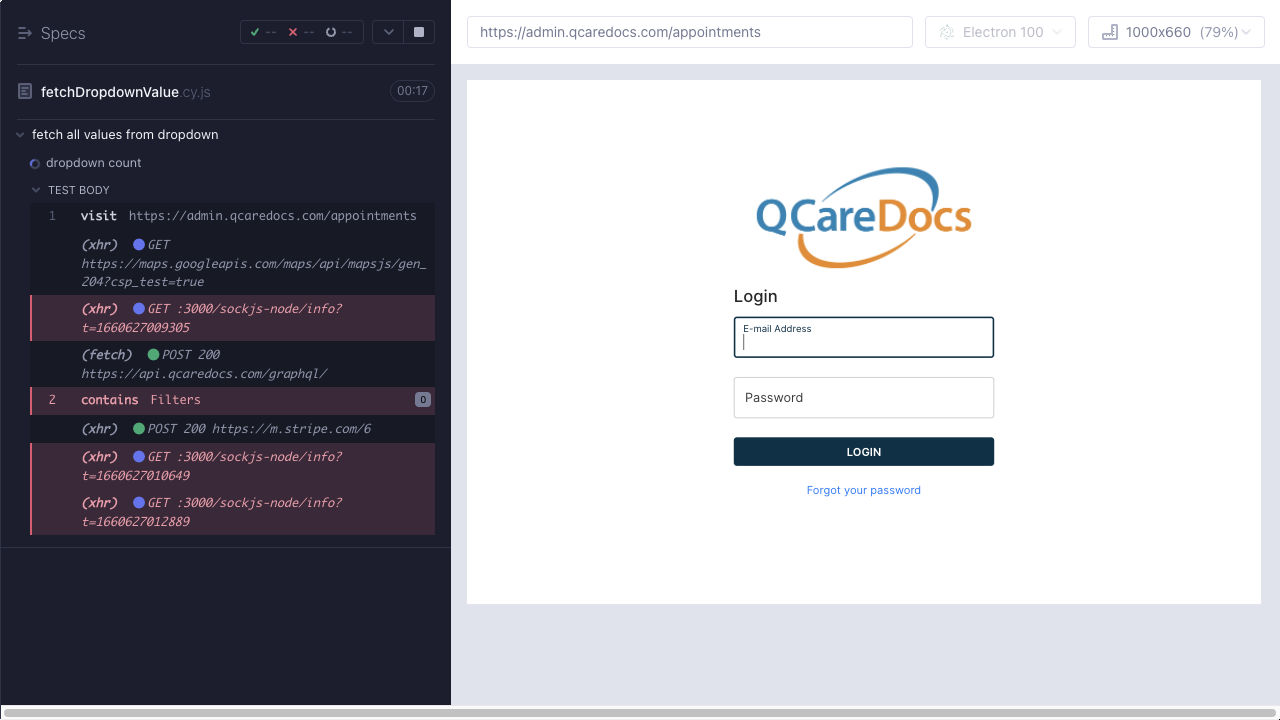 Specs
-- -- --
fetchDropdownValue.cy.js 00:17
fetch all values from dropdown
dropdown count
TEST BODY
1 visit https://admin.qcaredocs.com/appointments
(xhr) GET
https://maps.googleapis.com/maps/api/mapsjs/gen_
204?csp_test=true
(xhr) GET :3000/sockjs-node/info?
t=1660627009305
(fetch) POST 200
https://api.qcaredocs.com/graphql/
2 contains Filters 0
(xhr) POST 200 https://m.stripe.com/6
(xhr) GET :3000/sockjs-node/info?
t=1660627010649
(xhr) GET :3000/sockjs-node/info?
t=1660627012889
https://admin.qcaredocs.com/appointments
Electron 100
1000x660 (79%)
QCareDocs
Login
E-mail Address
Password
LOGIN
Forgot your password